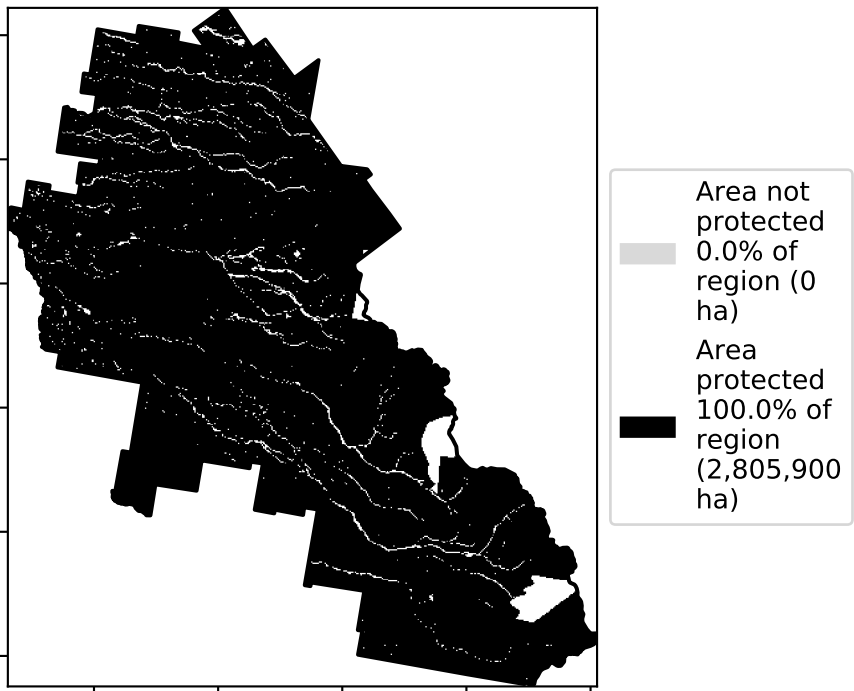 Area not
protected
0.0% of
region (0
ha)
Area
protected
100.0% of
region
(2,805,900
ha)